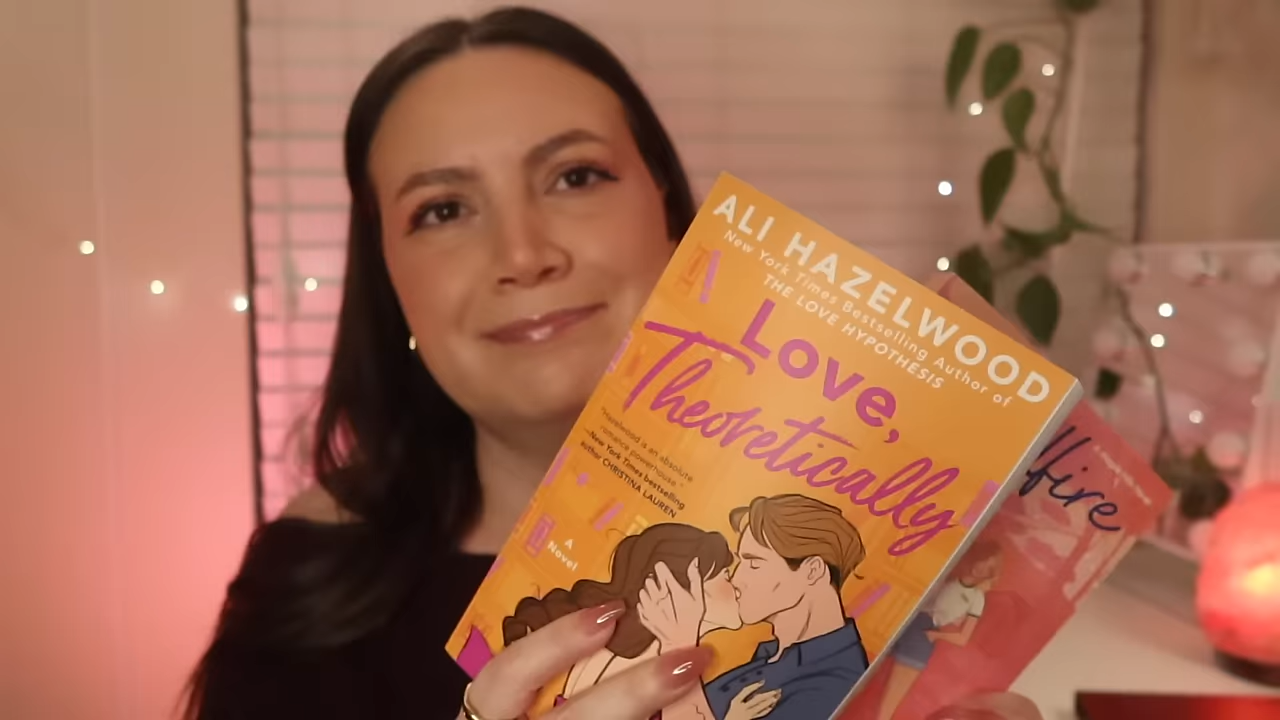 ALI HAZELWOOD
New York Times Bestselling Author of
THE LOVE HYPOTHESIS
Love,
Theoretically
"Hazelwood is an absolute
romance powerhouse."
—New York Times bestselling
author CHRISTINA LAUREN
A
Novel
fire